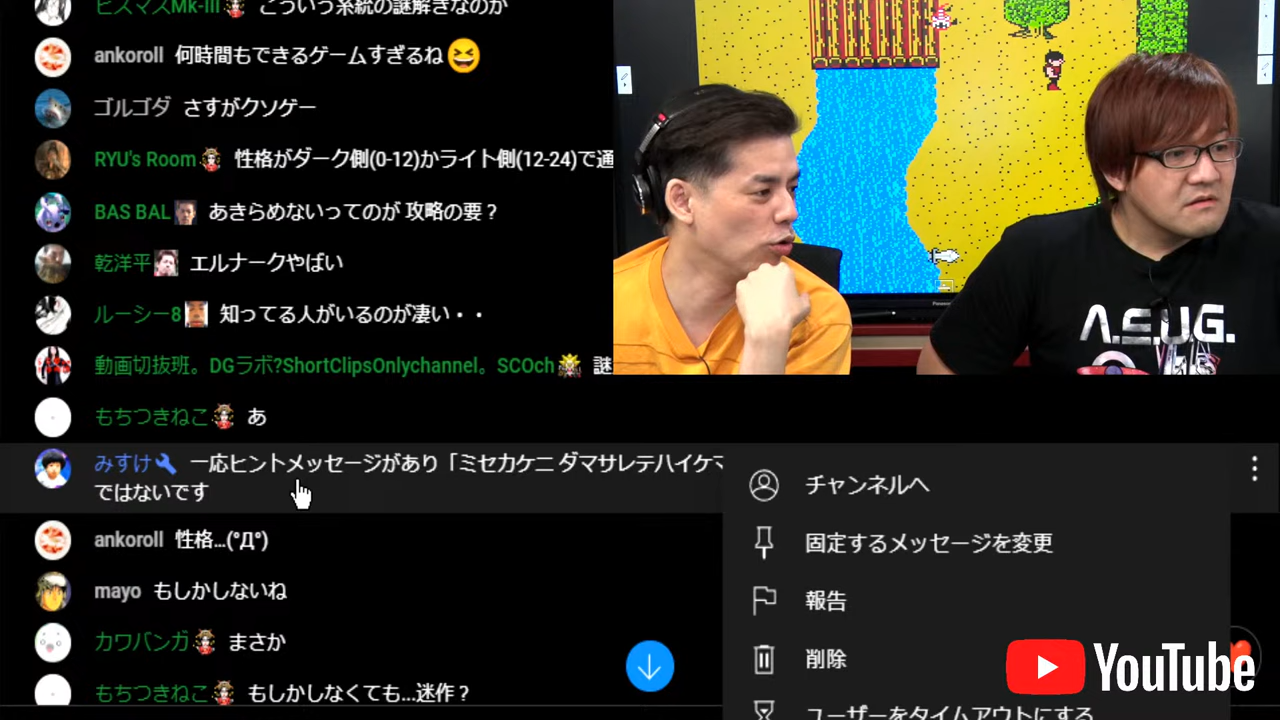 ヒスマスMk-III こういう系統の謎解きなのか
ankoroll 何時間もできるゲームすぎるね😆
ゴルゴダ さすがクソゲー
RYU's Room 性格がダーク側(0-12)かライト側(12-24)で通
BAS BAL あきらめないってのが 攻略の要？
乾洋平 エルナークやばい
ルーシー8 知ってる人がいるのが凄い・・
動画切抜班。DGラボ?ShortClipsOnlychannel。SCOch 謎
もちつきねこ あ
みすけ 一応ヒントメッセージがあり「ミセカケニ ダマサレテハイケマ
ではないです
ankoroll 性格...(°Д°)
mayo もしかしないね
カワバンガ まさか
もちつきねこ もしかしなくても...迷作？
チャンネルへ
固定するメッセージを変更
報告
削除
ユーザーをタイムアウトにする
A.S.U.G.
YouTube